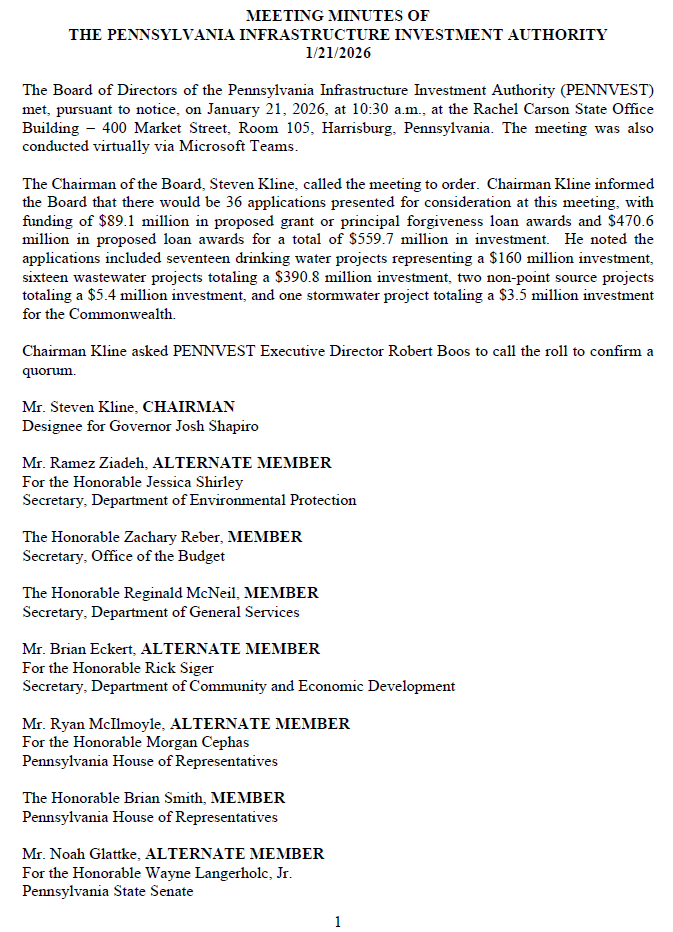 MEETING MINUTES OF
THE PENNSYLVANIA INFRASTRUCTURE INVESTMENT AUTHORITY
1/21/2026
The Board of Directors of the Pennsylvania Infrastructure Investment Authority (PENNVEST)
met, pursuant to notice, on January 21, 2026, at 10:30 a.m., at the Rachel Carson State Office
Building – 400 Market Street, Room 105, Harrisburg, Pennsylvania. The meeting was also
conducted virtually via Microsoft Teams.
The Chairman of the Board, Steven Kline, called the meeting to order. Chairman Kline informed
the Board that there would be 36 applications presented for consideration at this meeting, with
funding of $89.1 million in proposed grant or principal forgiveness loan awards and $470.6
million in proposed loan awards for a total of $559.7 million in investment. He noted the
applications included seventeen drinking water projects representing a $160 million investment,
sixteen wastewater projects totaling a $390.8 million investment, two non-point source projects
totaling a $5.4 million investment, and one stormwater project totaling a $3.5 million investment
for the Commonwealth.
Chairman Kline asked PENNVEST Executive Director Robert Boos to call the roll to confirm a
quorum.
Mr. Steven Kline, CHAIRMAN
Designee for Governor Josh Shapiro
Mr. Ramez Ziadeh, ALTERNATE MEMBER
For the Honorable Jessica Shirley
Secretary, Department of Environmental Protection
The Honorable Zachary Reber, MEMBER
Secretary, Office of the Budget
The Honorable Reginald McNeil, MEMBER
Secretary, Department of General Services
Mr. Brian Eckert, ALTERNATE MEMBER
For the Honorable Rick Siger
Secretary, Department of Community and Economic Development
Mr. Ryan McIlmoyle, ALTERNATE MEMBER
For the Honorable Morgan Cephas
Pennsylvania House of Representatives
The Honorable Brian Smith, MEMBER
Pennsylvania House of Representatives
Mr. Noah Glattke, ALTERNATE MEMBER
For the Honorable Wayne Langerholc, Jr.
Pennsylvania State Senate
1